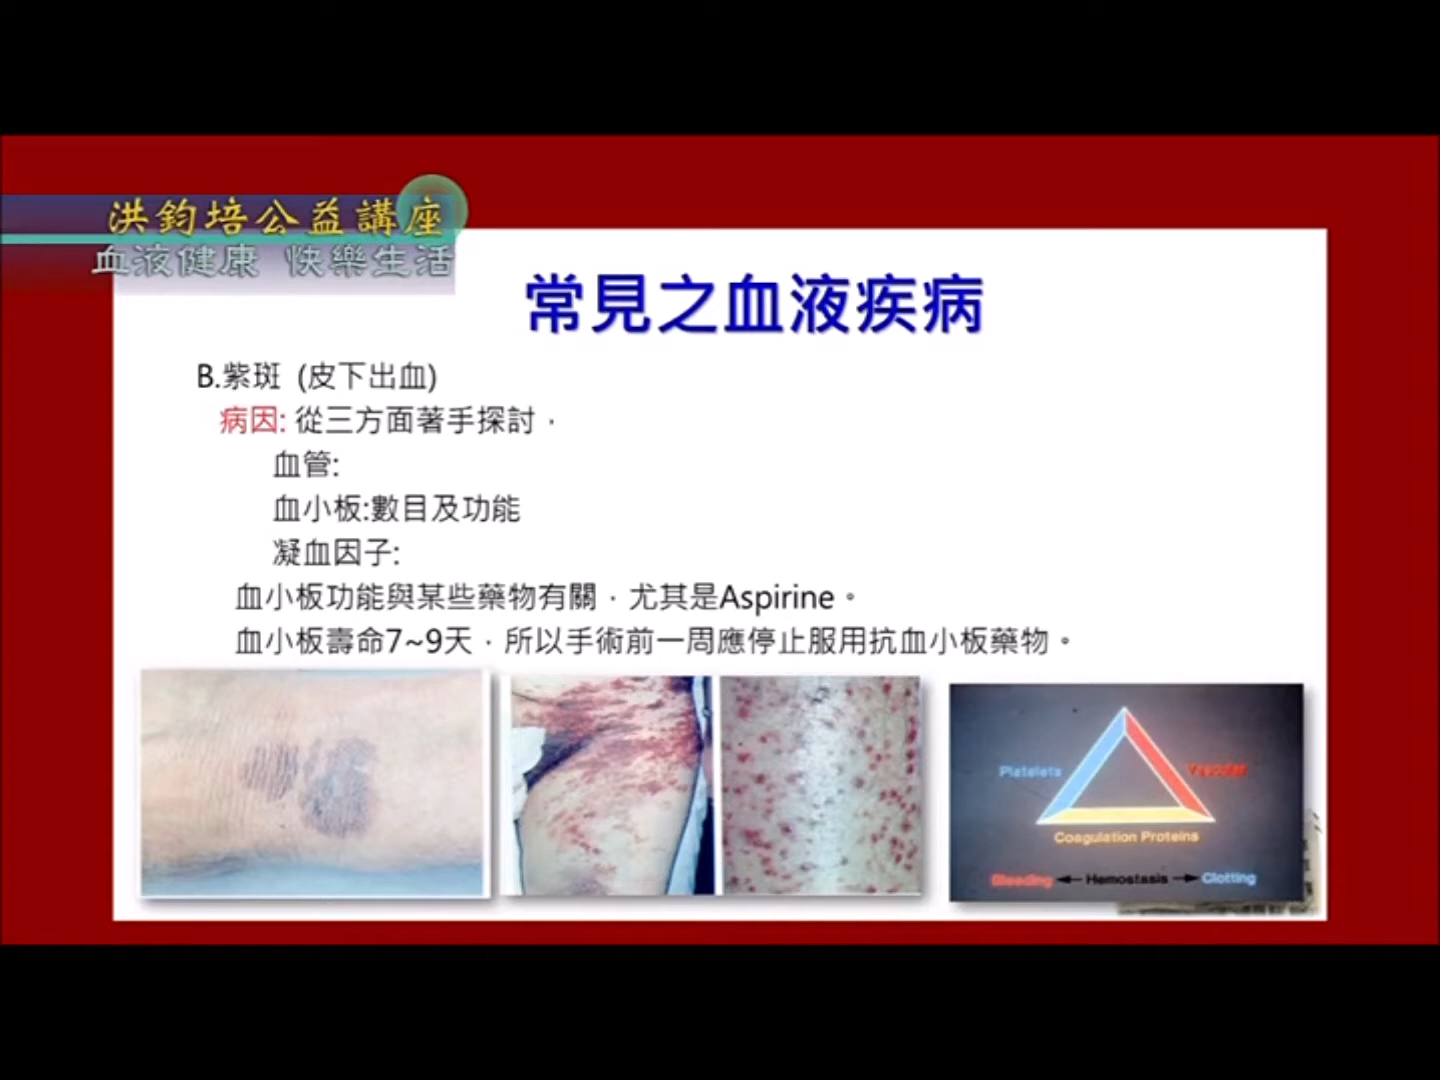 洪鈞培公益講座
血液健康 快樂生活
常見之血液疾病
B.紫斑 (皮下出血)
病因: 從三方面著手探討，
血管:
血小板:數目及功能
凝血因子:
血小板功能與某些藥物有關，尤其是Aspirine。
血小板壽命7~9天，所以手術前一周應停止服用抗血小板藥物。
Platelets
Vascular
Coagulation Proteins
Bleeding ← Hemostasis → Clotting